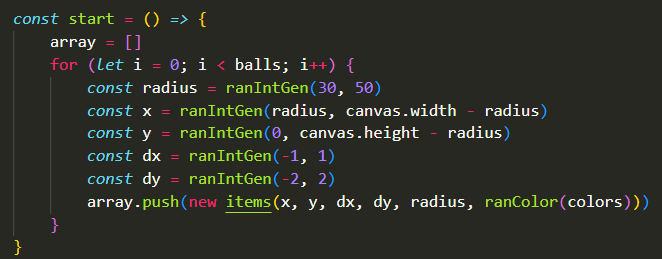 const start = () => {
    array = []
    for (let i = 0; i < balls; i++) {
        const radius = ranIntGen(30, 50)
        const x = ranIntGen(radius, canvas.width - radius)
        const y = ranIntGen(0, canvas.height - radius)
        const dx = ranIntGen(-1, 1)
        const dy = ranIntGen(-2, 2)
        array.push(new items(x, y, dx, dy, radius, ranColor(colors)))
    }
}